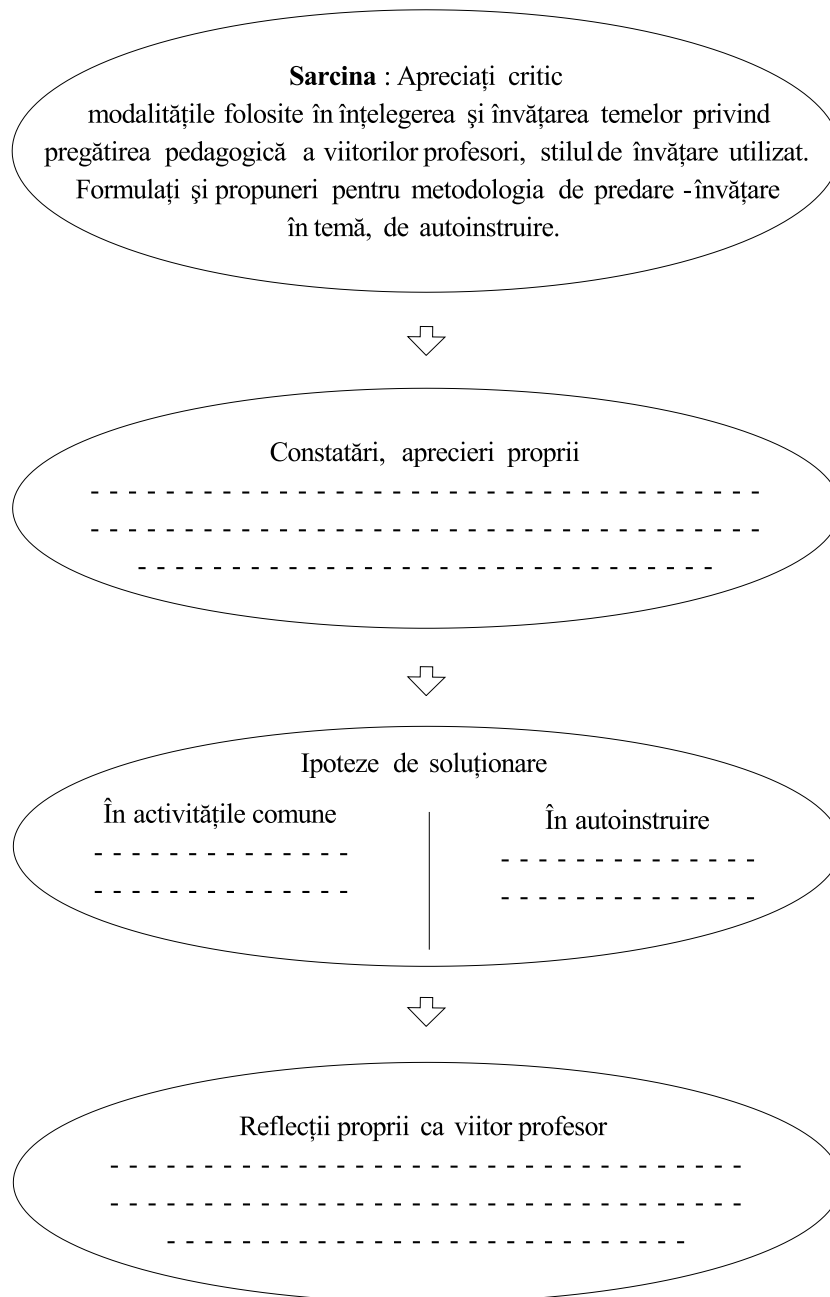 Sarcina : Apreciați critic
modalitățile folosite în înțelegerea şi învățarea temelor privind
pregătirea pedagogică a viitorilor profesori, stilul de învățare utilizat.
Formulați şi propuneri pentru metodologia de predare -învățare
în temă, de autoinstruire.
Constatări, aprecieri proprii
Ipoteze de soluționare
În activitățile comune
În autoinstruire
Reflecții proprii ca viitor profesor